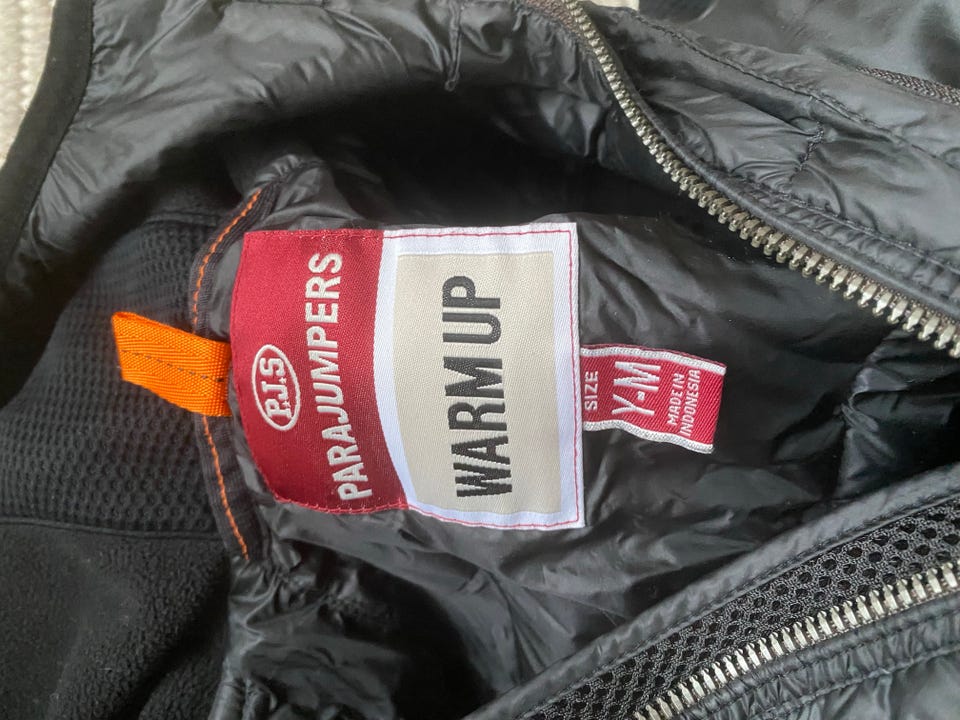 P.J.S
PARAJUMPERS
WARM UP
SIZE
Y-M
MADE IN
INDONESIA